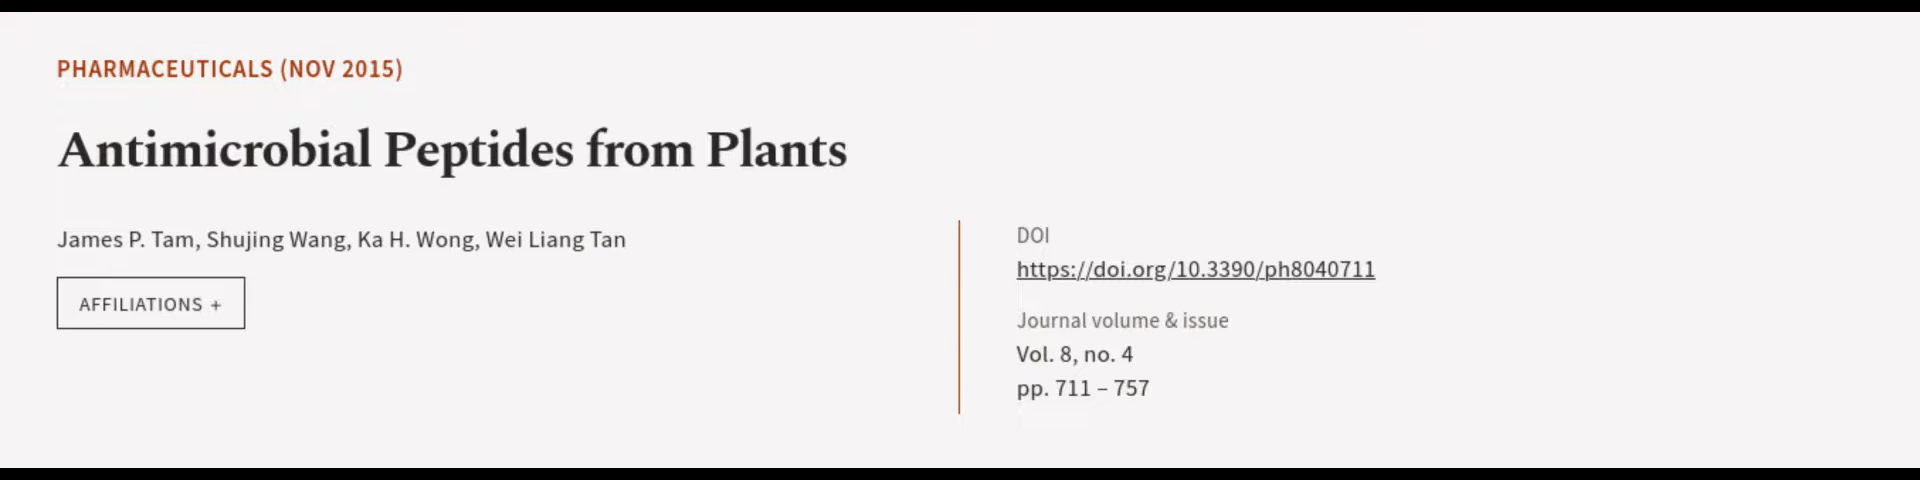 PHARMACEUTICALS (NOV 2015)
Antimicrobial Peptides from Plants
James P. Tam, Shujing Wang, Ka H. Wong, Wei Liang Tan
AFFILIATIONS +
DOI
https://doi.org/10.3390/ph8040711
Journal volume & issue
Vol. 8, no. 4
pp. 711 – 757